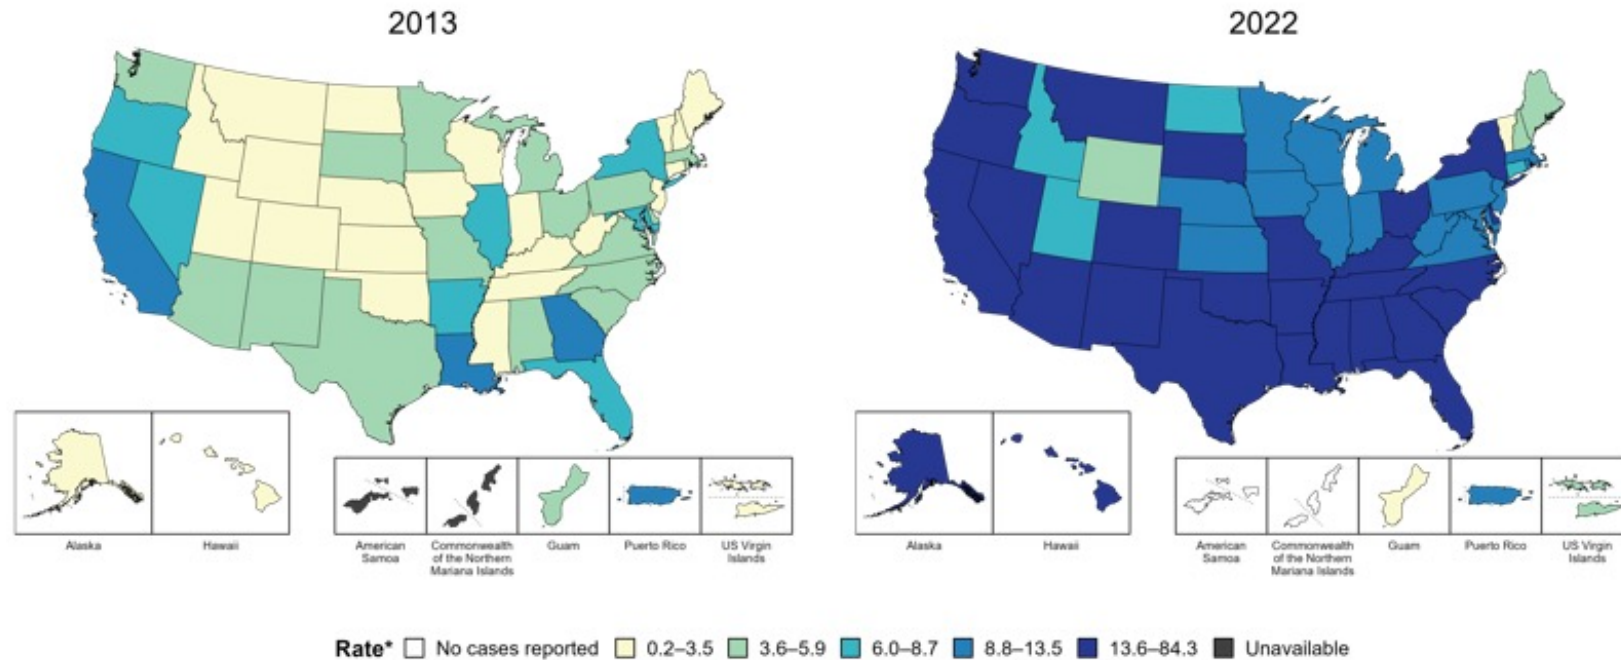 2013
2022
Alaska
Hawaii
American
Samoa
Commonwealth
of the Northern
Mariana Islands
Guam
Puerto Rico
US Virgin
Islands
Alaska
Hawaii
American
Samoa
Commonwealth
of the Northern
Mariana Islands
Guam
Puerto Rico
US Virgin
Islands
Rate* No cases reported 0.2–3.5 3.6–5.9 6.0–8.7 8.8–13.5 13.6–84.3 Unavailable